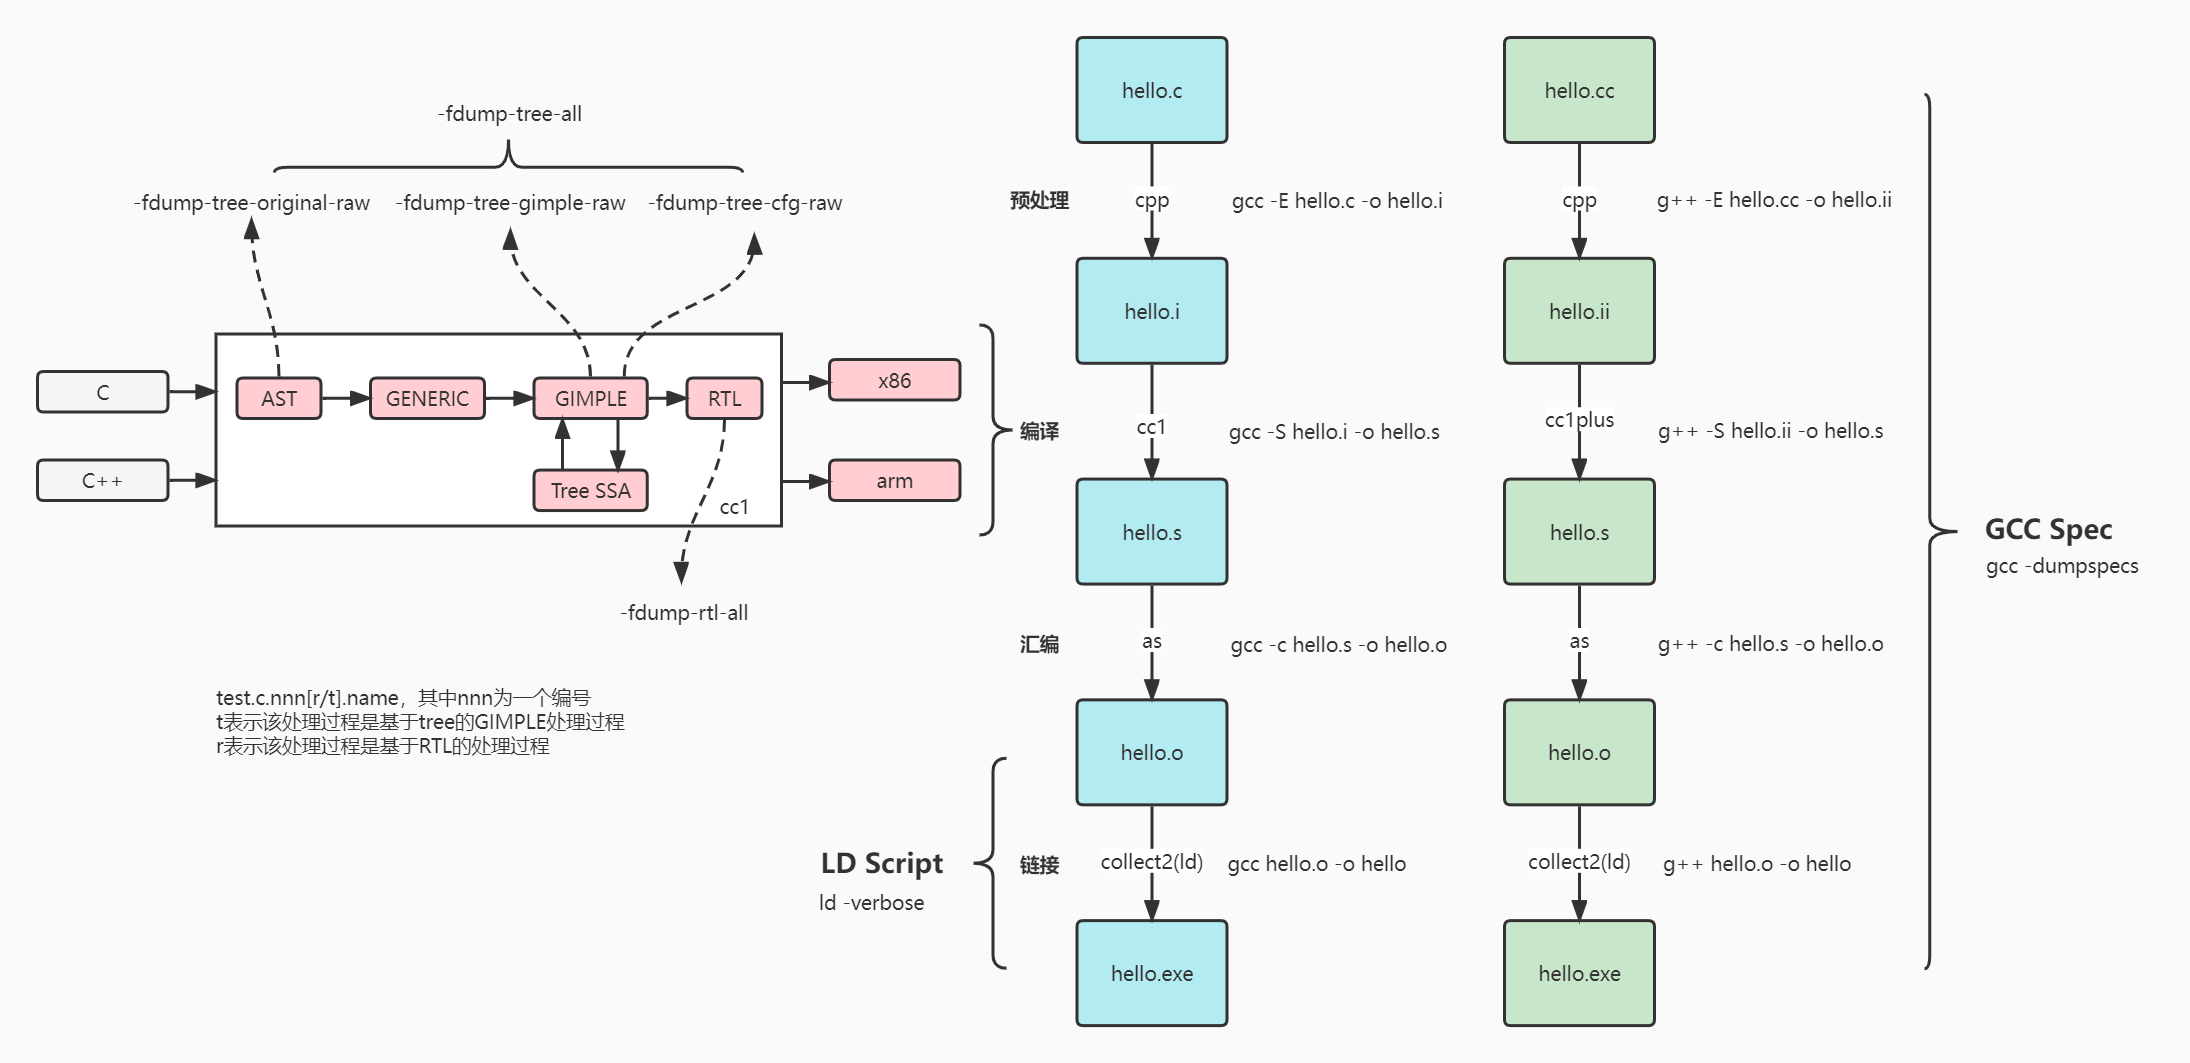 -fdump-tree-all
-fdump-tree-original-raw
-fdump-tree-gimple-raw
-fdump-tree-cfg-raw
C
C++
AST
GENERIC
GIMPLE
RTL
Tree SSA
cc1
x86
arm
-fdump-rtl-all
test.c.nnn[r/t].name，其中nnn为一个编号
t表示该处理过程是基于tree的GIMPLE处理过程
r表示该处理过程是基于RTL的处理过程
LD Script
ld -verbose
预处理
编译
汇编
链接
hello.c
cpp
gcc -E hello.c -o hello.i
hello.i
cc1
gcc -S hello.i -o hello.s
hello.s
as
gcc -c hello.s -o hello.o
hello.o
collect2(ld)
gcc hello.o -o hello
hello.exe
hello.cc
cpp
g++ -E hello.cc -o hello.ii
hello.ii
cc1plus
g++ -S hello.ii -o hello.s
hello.s
as
g++ -c hello.s -o hello.o
hello.o
collect2(ld)
g++ hello.o -o hello
hello.exe
GCC Spec
gcc -dumpspecs